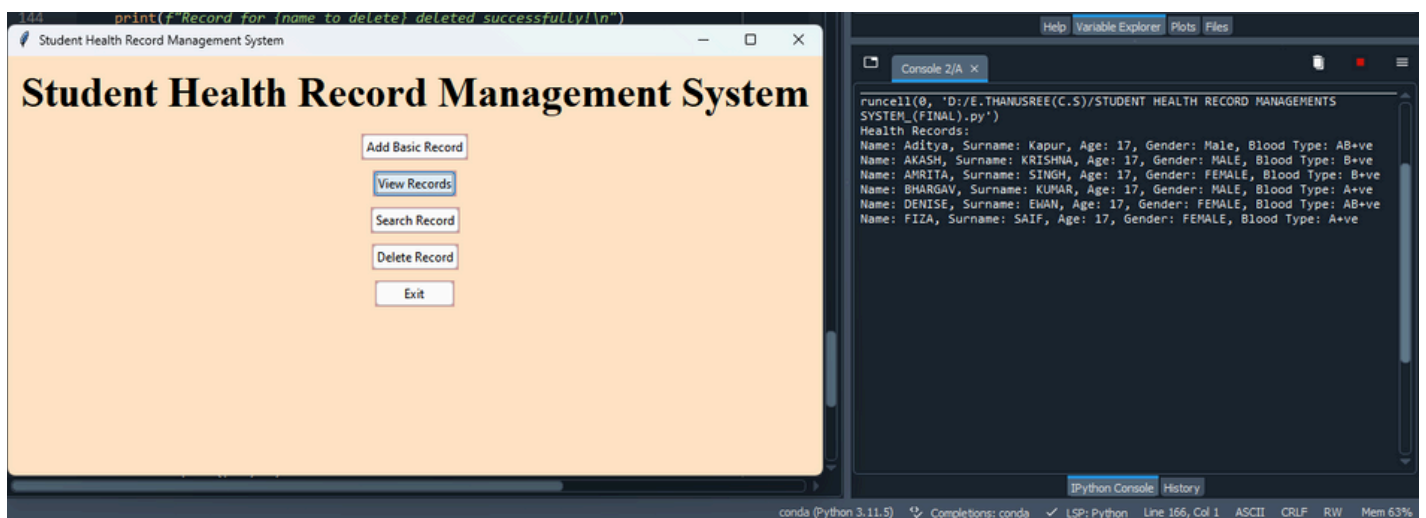 144 print(f"Record for {name to delete} deleted successfully!\n")
Student Health Record Management System
Student Health Record Management System
Add Basic Record
View Records
Search Record
Delete Record
Exit
Help Variable Explorer Plots Files
Console 2/A
runcell(0, 'D:/E.THANUSREE(C.S)/STUDENT HEALTH RECORD MANAGEMENTS
SYSTEM_(FINAL).py')
Health Records:
Name: Aditya, Surname: Kapur, Age: 17, Gender: Male, Blood Type: AB+ve
Name: AKASH, Surname: KRISHNA, Age: 17, Gender: MALE, Blood Type: B+ve
Name: AMRITA, Surname: SINGH, Age: 17, Gender: FEMALE, Blood Type: B+ve
Name: BHARGAV, Surname: KUMAR, Age: 17, Gender: MALE, Blood Type: A+ve
Name: DENISE, Surname: EWAN, Age: 17, Gender: FEMALE, Blood Type: AB+ve
Name: FIZA, Surname: SAIF, Age: 17, Gender: FEMALE, Blood Type: A+ve
IPython Console History
conda (Python 3.11.5) Completions: conda LSP: Python Line 166, Col 1 ASCII CRLF RW Mem 63%